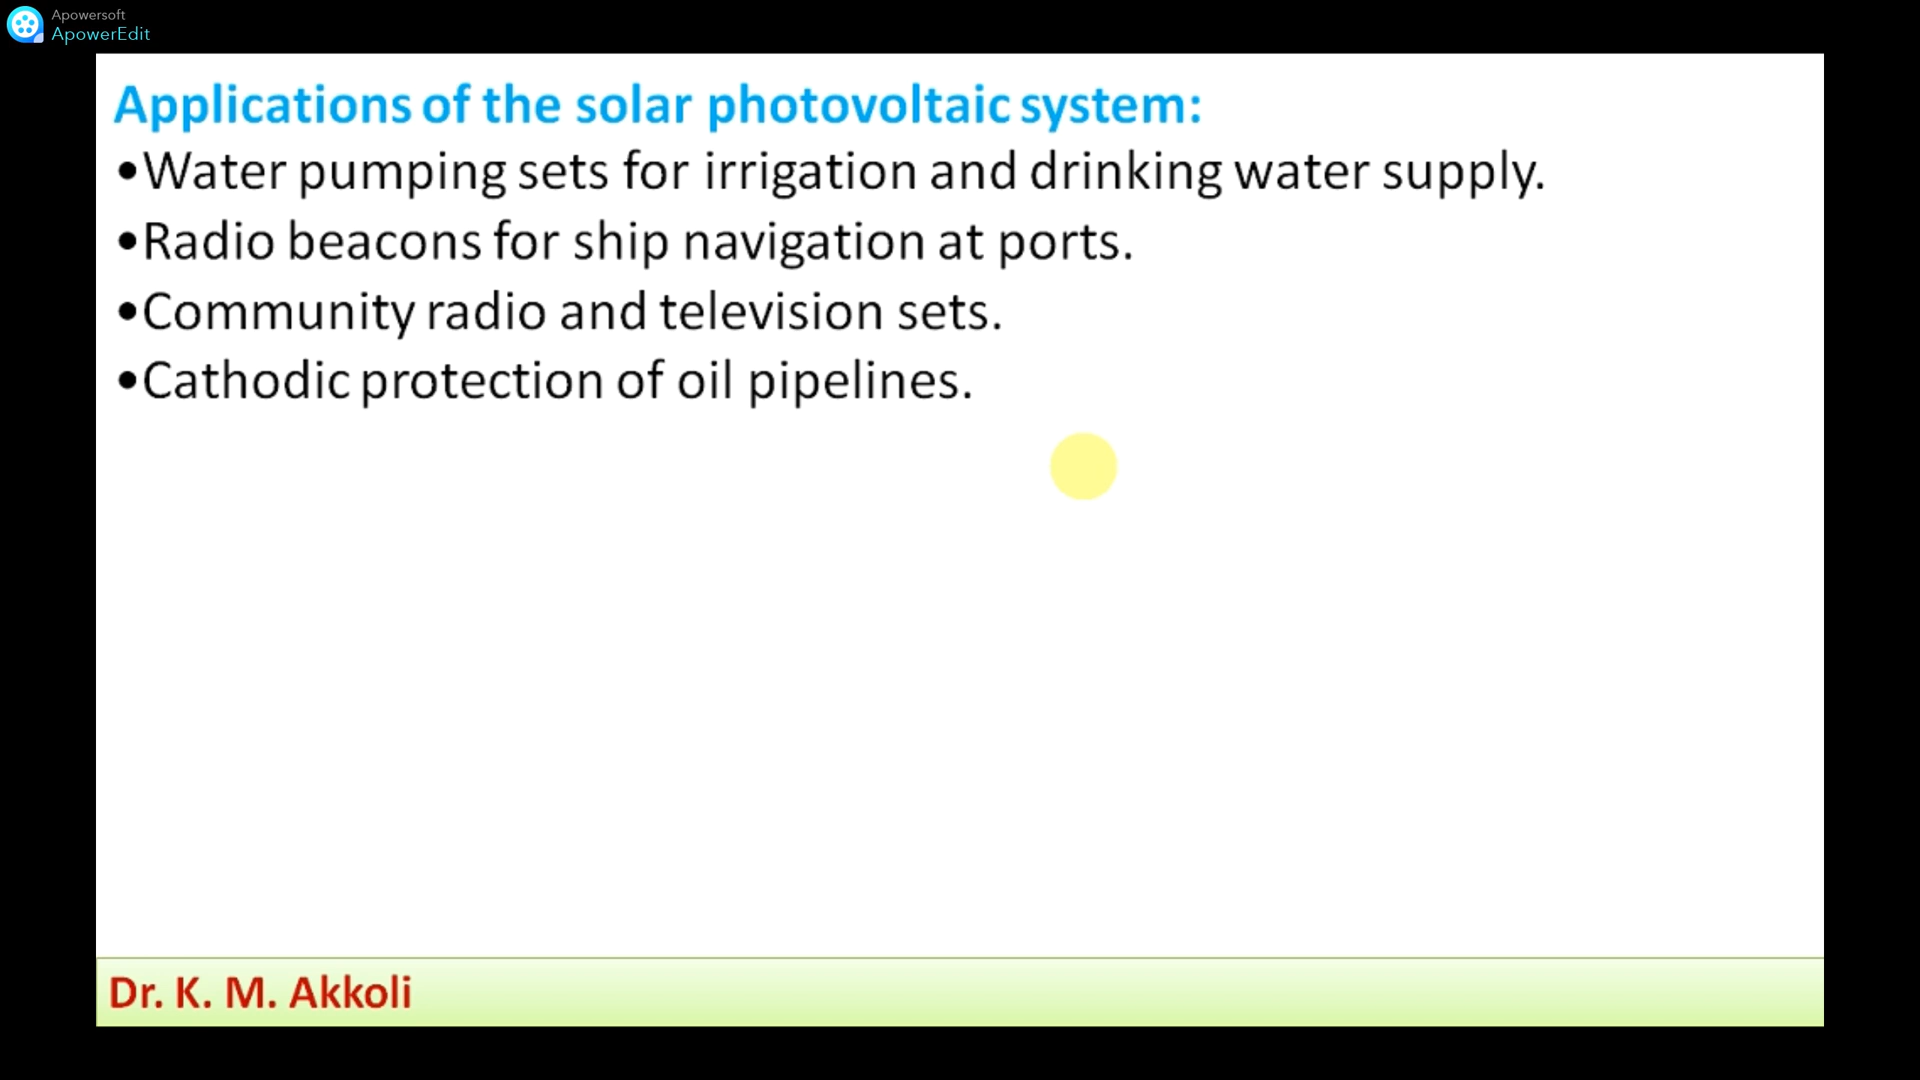 Apowersoft
ApowerEdit
Applications of the solar photovoltaic system:
•Water pumping sets for irrigation and drinking water supply.
•Radio beacons for ship navigation at ports.
•Community radio and television sets.
•Cathodic protection of oil pipelines.
Dr. K. M. Akkoli